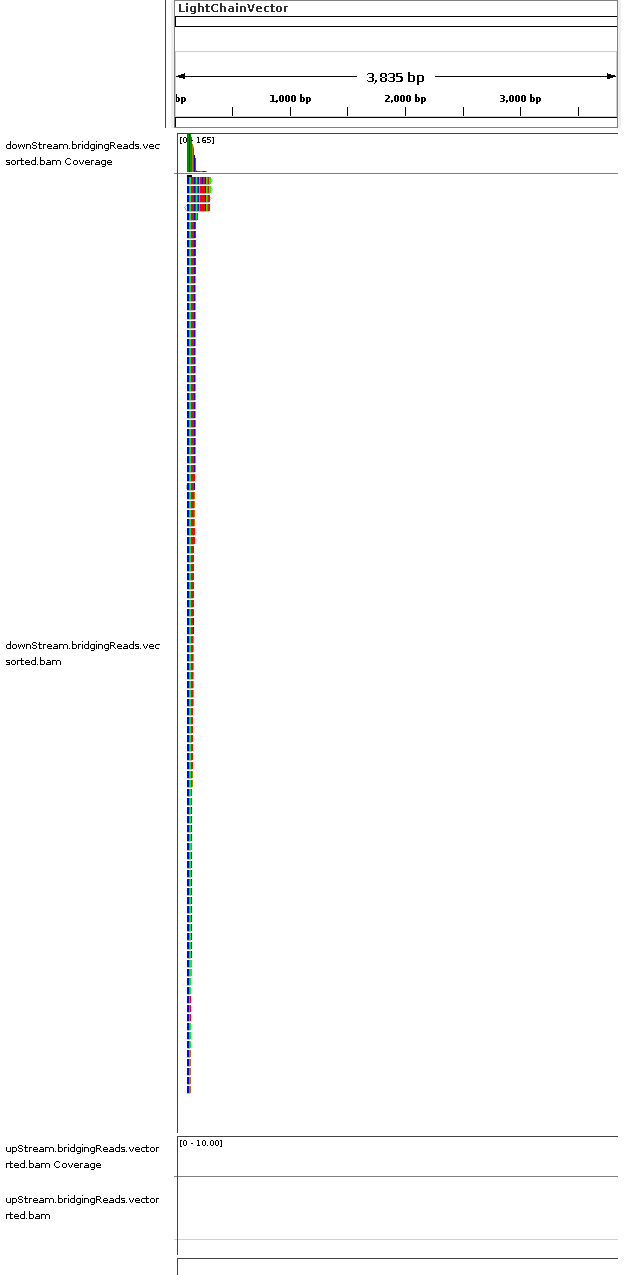 LightChainVector
3,835 bp
bp 1,000 bp 2,000 bp 3,000 bp
downStream.bridgingReads.vec
sorted.bam Coverage
[0 - 165]
downStream.bridgingReads.vec
sorted.bam
upStream.bridgingReads.vector
rted.bam Coverage
[0 - 10.00]
upStream.bridgingReads.vector
rted.bam